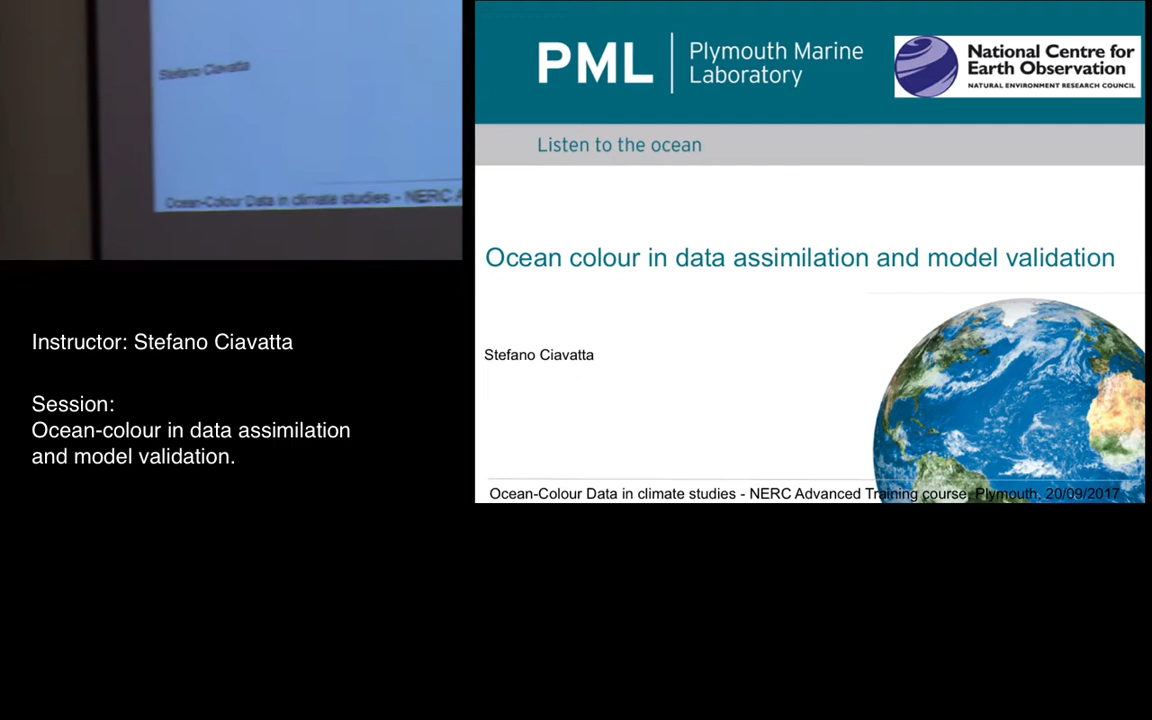 Stefano Ciavatta
Ocean-Colour Data in climate studies - NERC A
Instructor: Stefano Ciavatta
Session:
Ocean-colour in data assimilation
and model validation.
PML | Plymouth Marine
Laboratory
National Centre for
Earth Observation
NATURAL ENVIRONMENT RESEARCH COUNCIL
Listen to the ocean
Ocean colour in data assimilation and model validation
Stefano Ciavatta
Ocean-Colour Data in climate studies - NERC Advanced Training course, Plymouth, 20/09/2017